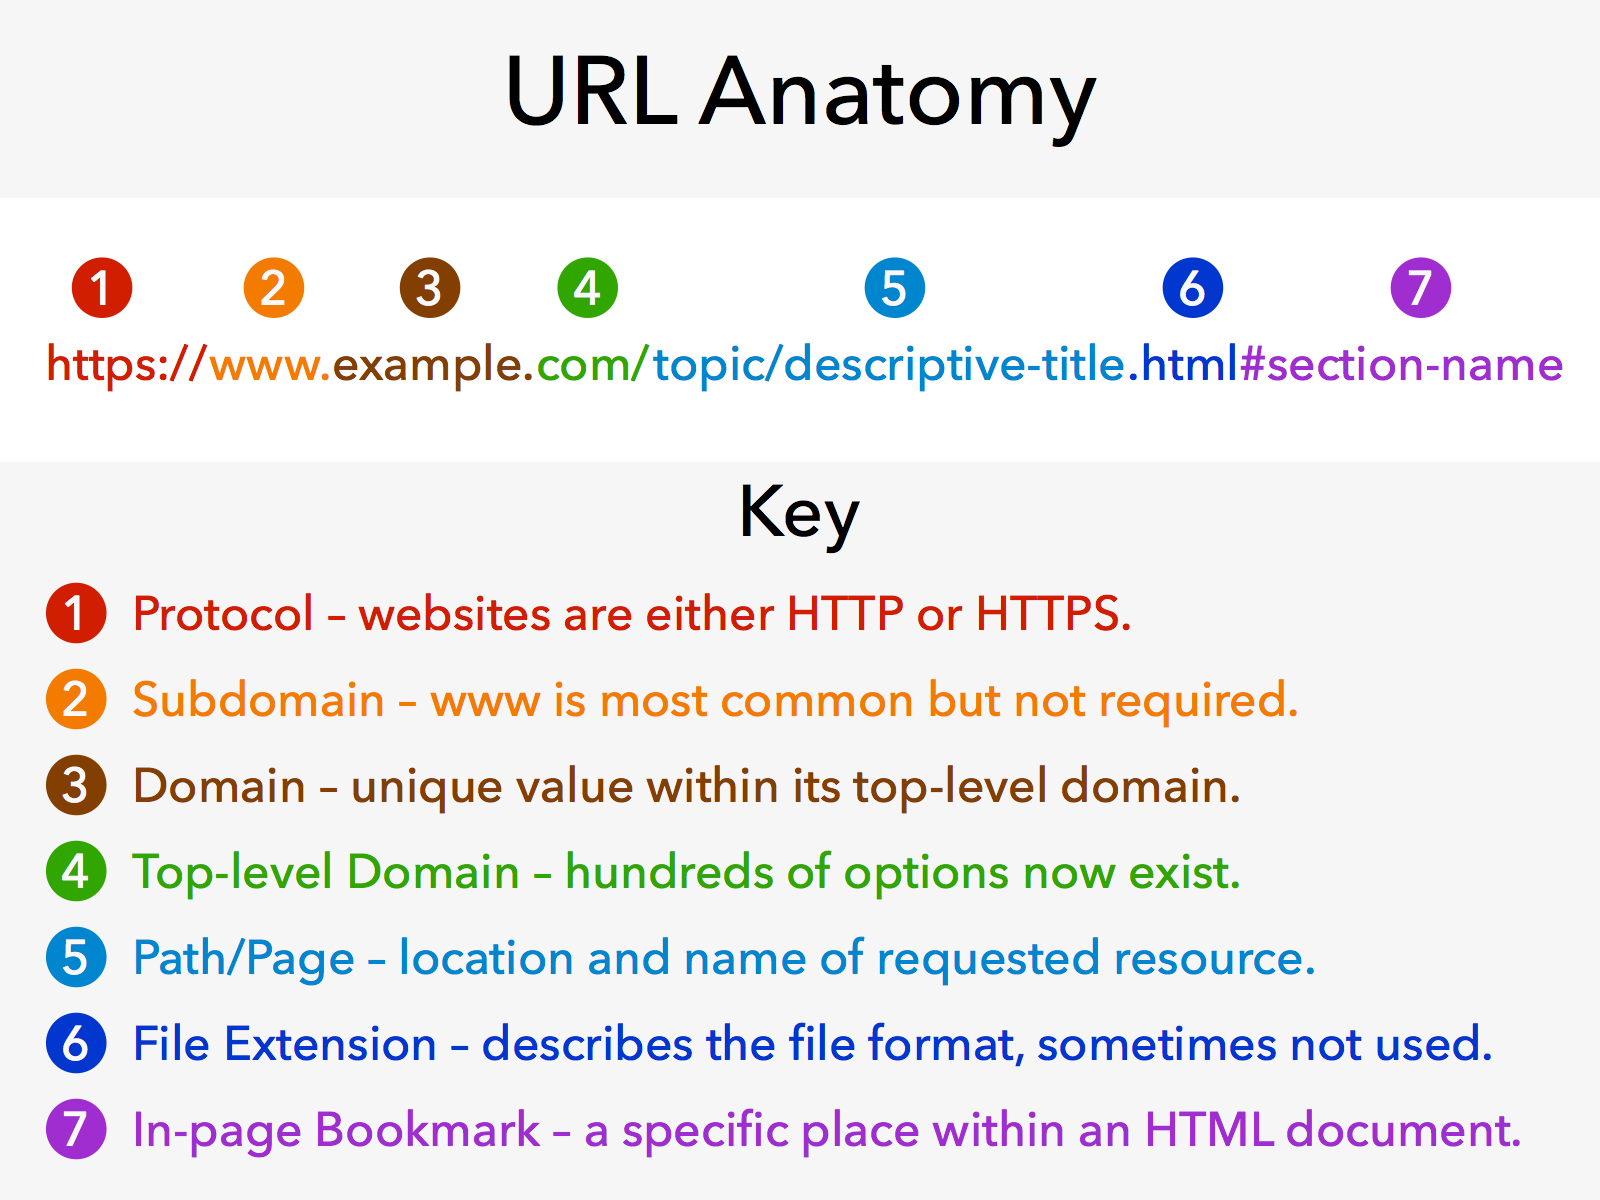 URL Anatomy
1 2 3 4 5 6 7
https://www.example.com/topic/descriptive-title.html#section-name
Key
1 Protocol – websites are either HTTP or HTTPS.
2 Subdomain – www is most common but not required.
3 Domain – unique value within its top-level domain.
4 Top-level Domain – hundreds of options now exist.
5 Path/Page – location and name of requested resource.
6 File Extension – describes the file format, sometimes not used.
7 In-page Bookmark – a specific place within an HTML document.